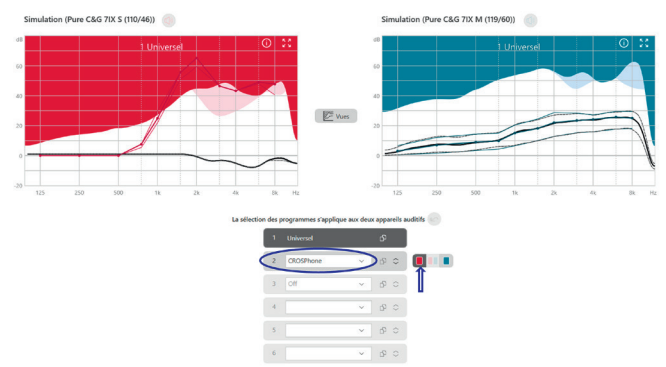 Simulation (Pure C&G 7IX S (110/46))
Simulation (Pure C&G 7IX M (119/60))
dB
1 Universel
60
40
20
0
-20
125 250 500 1k 2k 4k 8k Hz
Vues
dB
1 Universel
60
40
20
0
-20
125 250 500 1k 2k 4k 8k Hz
La sélection des programmes s'applique aux deux appareils auditifs
1 Universel
2 CROSPhone
3 Off
4
5
6